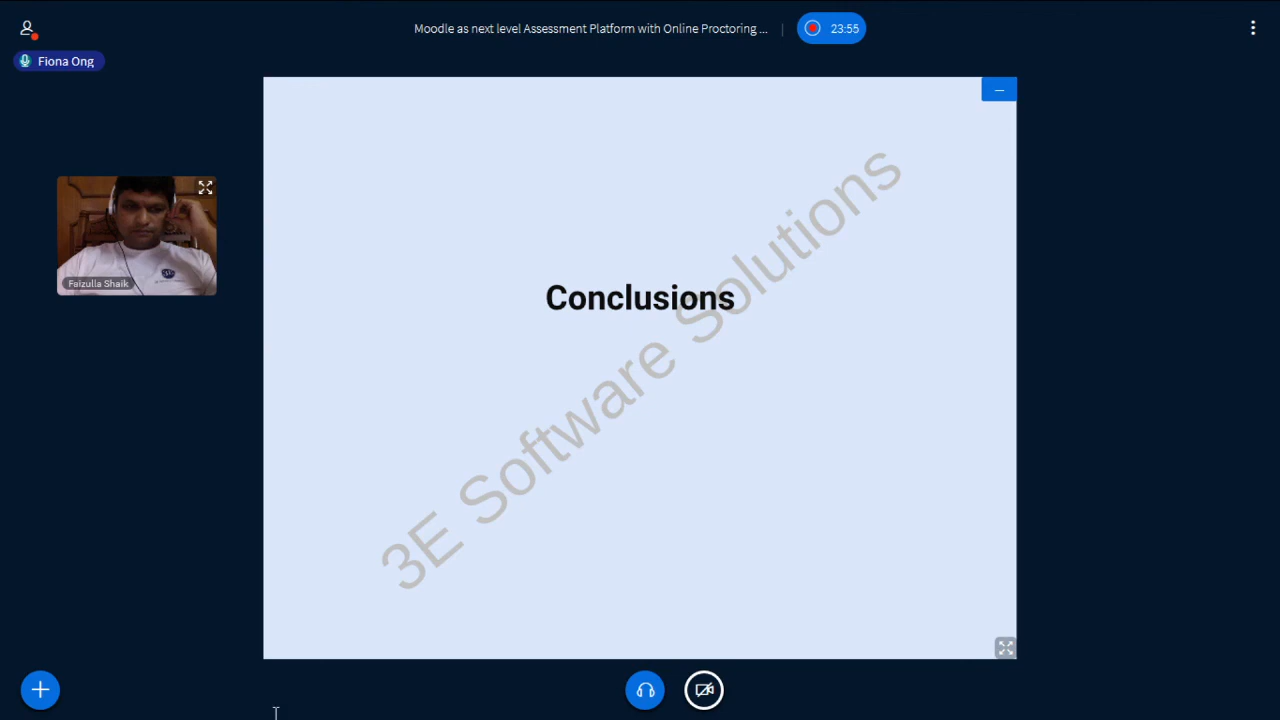 Moodle as next level Assessment Platform with Online Proctoring ...
23:55
Fiona Ong
Faizulla Shaik
Conclusions
3E Software Solutions